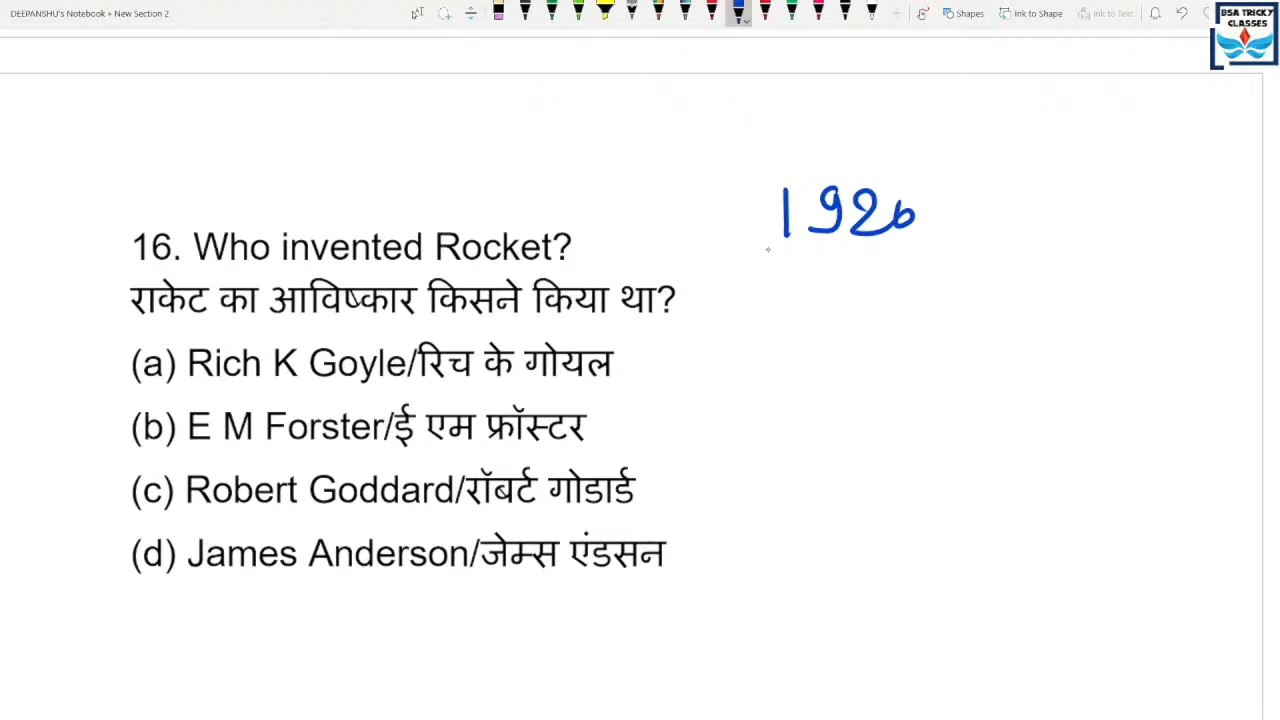 DEEPANSHU's Notebook » New Section 2
Shapes
Ink to Shape
Ink to Text
BSA TRICKY
CLASSES
1926
16. Who invented Rocket?
राकेट का आविष्कार किसने किया था?
(a) Rich K Goyle/रिच के गोयल
(b) E M Forster/ई एम फ्रॉस्टर
(c) Robert Goddard/रॉबर्ट गोडार्ड
(d) James Anderson/जेम्स एंडसन